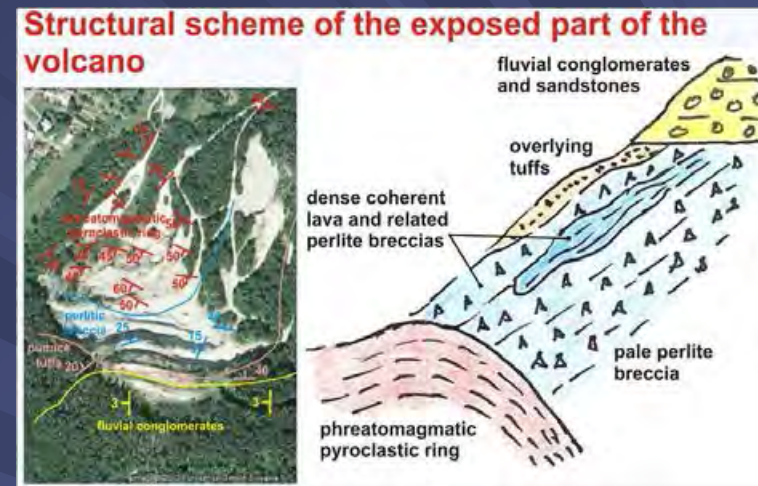 Structural scheme of the exposed part of the
volcano
fluvial conglomerates
and sandstones
overlying
tuffs
dense coherent
lava and related
perlite breccias
pale perlite
breccia
phreatomagmatic
pyroclastic ring
phreatomagmatic
pyroclastic ring
45
50
50
50
60
50
perlitic
breccia
25
15
pumice
tuffs
20
40
3
3
fluvial conglomerates